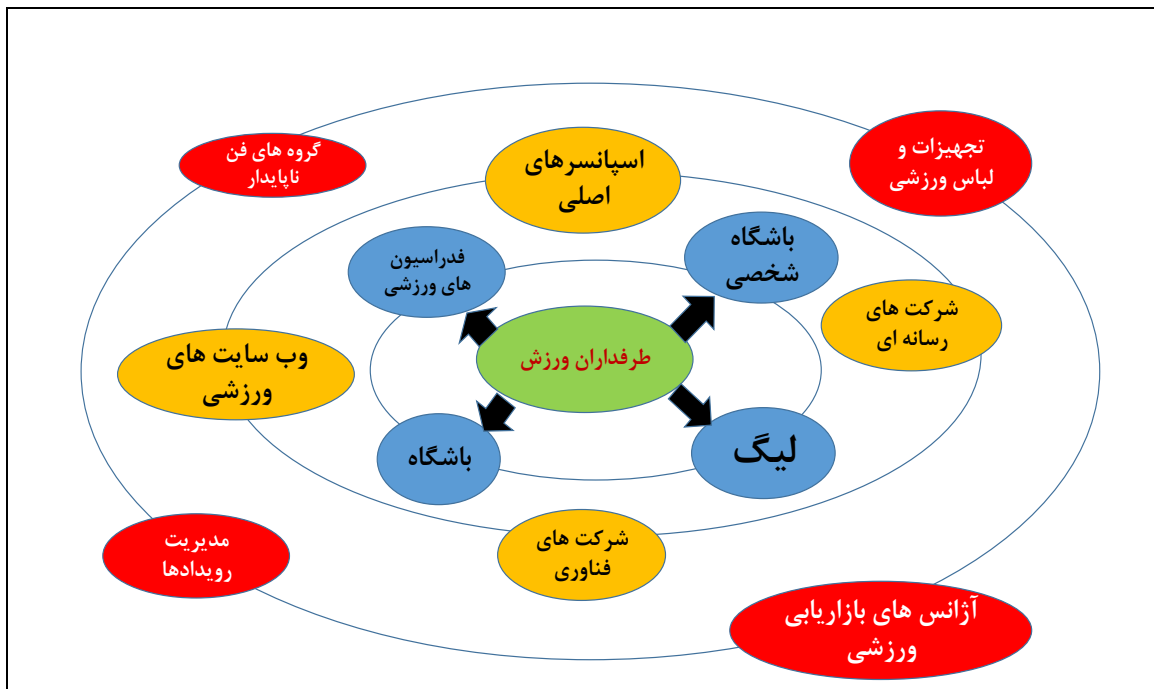 تجهیزات و
لباس ورزشی
گروه های فن
ناپایدار
اسپانسرهای
اصلی
باشگاه
شخصی
فدراسیون
های ورزشی
شرکت های
رسانه ای
طرفداران ورزش
وب سایت های
ورزشی
لیگ
باشگاه
شرکت های
فناوری
مدیریت
رویدادها
آژانس های بازاریابی
ورزشی